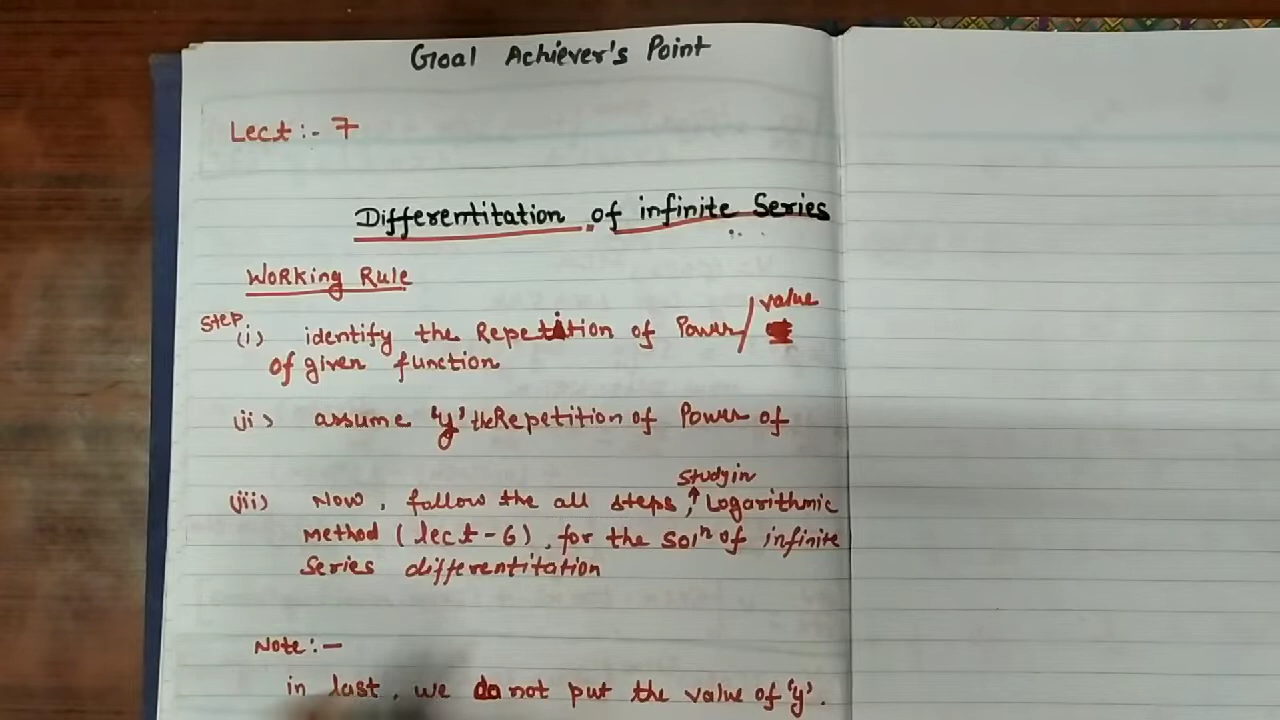 Goal Achiever's Point
Lect:- 7
Differentitation of infinite Series
Working Rule
Step (i) identify the Repetition of Power/value
of given function
(ii) assume 'y' the Repetition of Power of
(iii) Now, follow the all steps, study in Logarithmic
method (lect-6), for the solⁿ of infinite
Series differentitation
Note:-
in last, we do not put the value of 'y'.